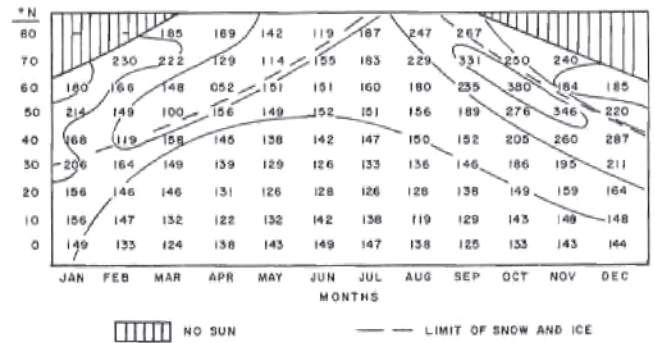 °N
80 185 169 142 119 187 247 267
70 230 222 129 114 155 183 229 331 250 240
60 180 166 148 052 151 151 160 180 235 380 184 185
50 214 149 100 156 149 152 151 156 189 276 346 220
40 168 119 158 145 138 142 147 150 152 205 260 287
30 206 164 149 139 129 126 133 136 146 186 195 211
20 156 146 146 131 126 128 126 128 138 149 159 164
10 156 147 132 122 132 142 138 119 129 143 148 148
0 149 133 124 138 143 149 147 138 125 133 143 144
JAN FEB MAR APR MAY JUN JUL AUG SEP OCT NOV DEC
MONTHS
NO SUN LIMIT OF SNOW AND ICE